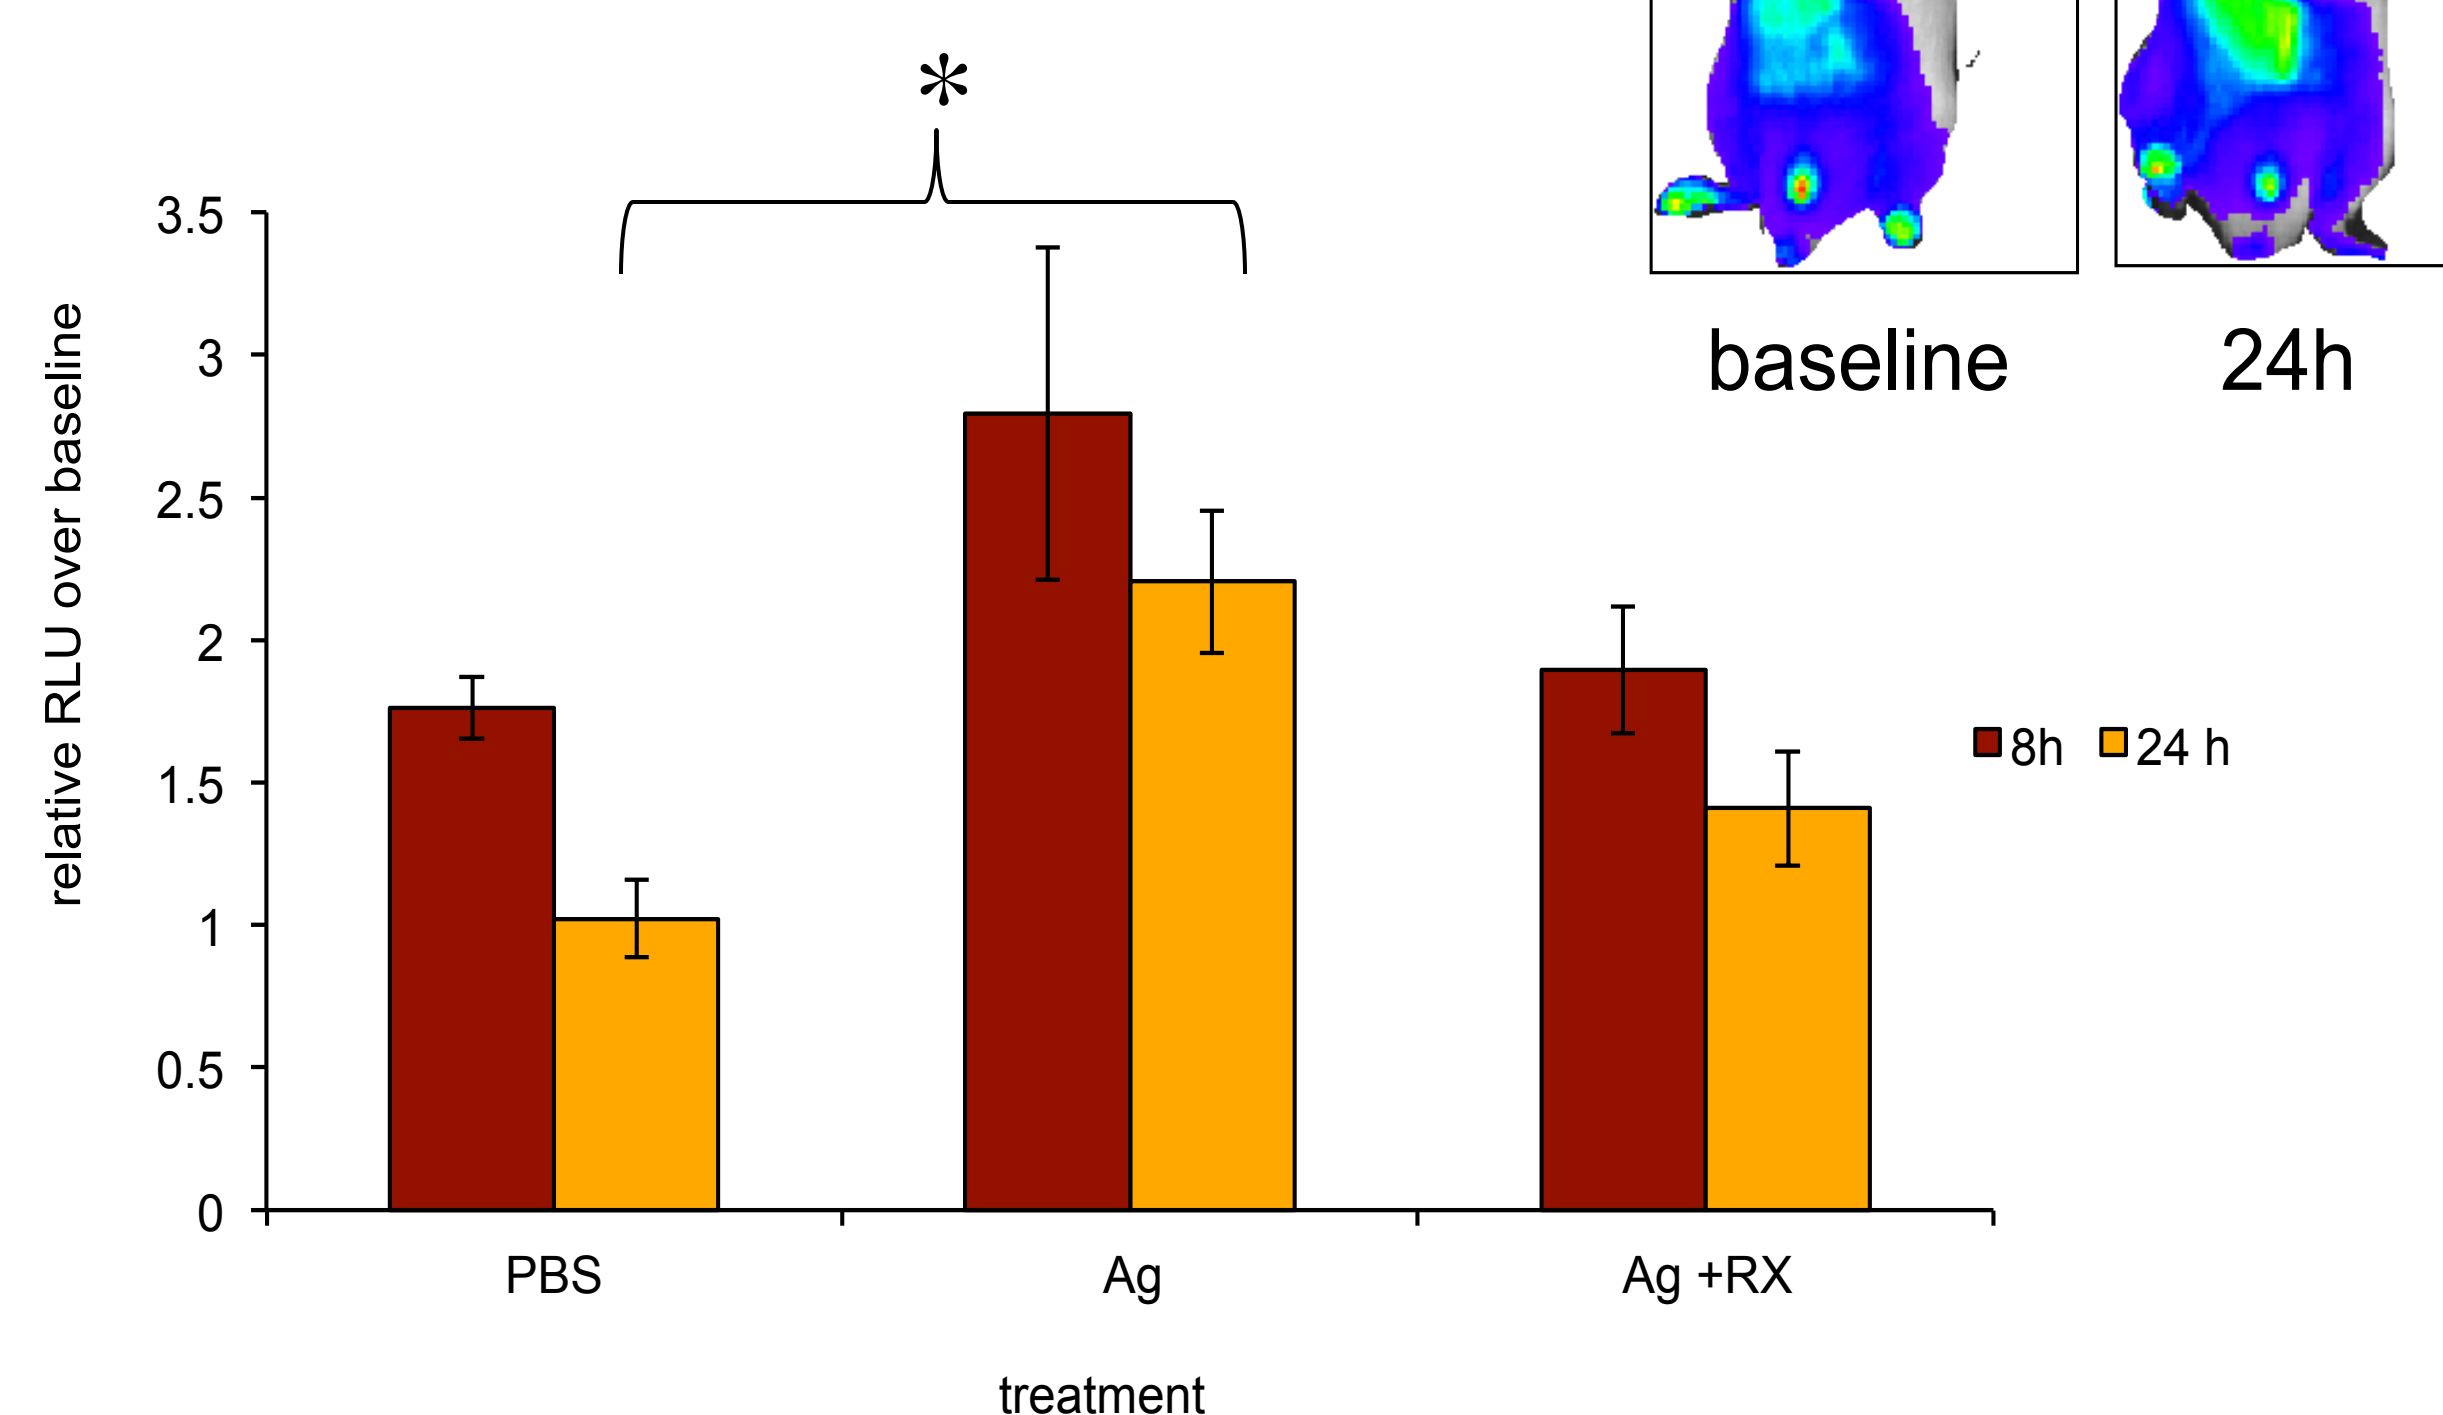 *
baseline
24h
relative RLU over baseline
3.5
3
2.5
2
1.5
1
0.5
0
8h
24 h
PBS
Ag
Ag +RX
treatment